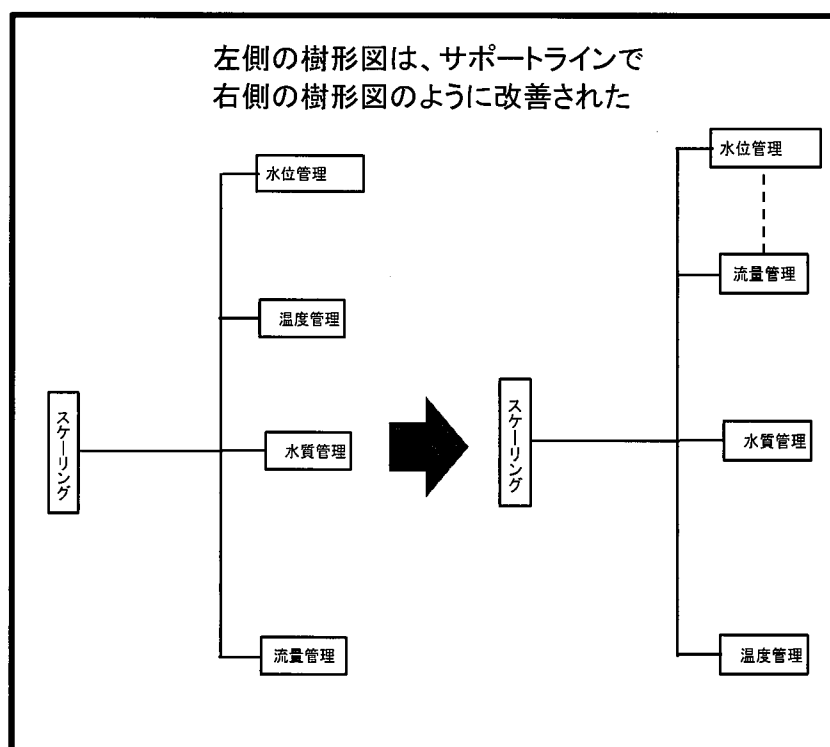 左側の樹形図は、サポートラインで
右側の樹形図のように改善された
水位管理
温度管理
スケーリング
水質管理
流量管理
水位管理
流量管理
スケーリング
水質管理
温度管理